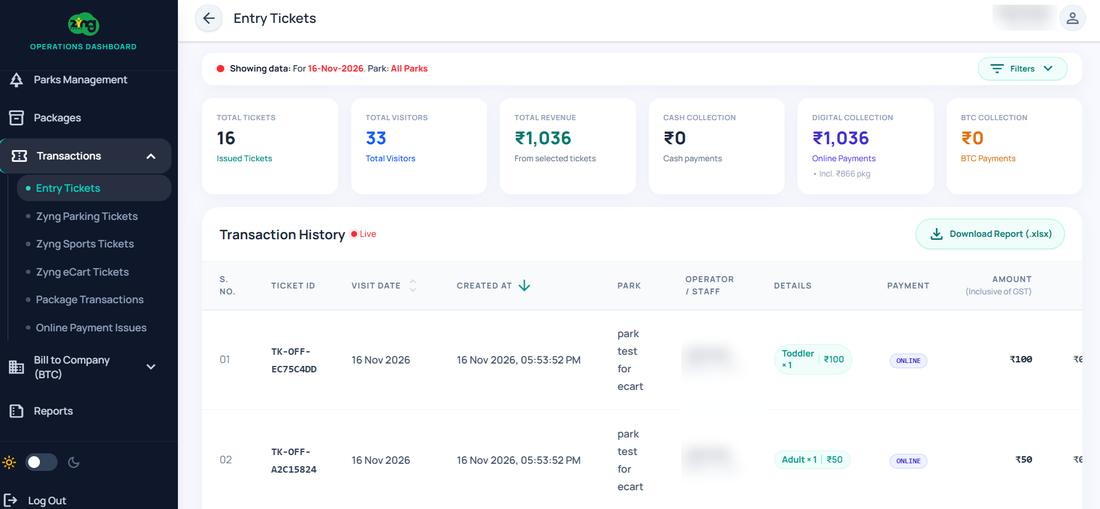 zyng
OPERATIONS DASHBOARD
Parks Management
Packages
Transactions
Entry Tickets
Zyng Parking Tickets
Zyng Sports Tickets
Zyng eCart Tickets
Package Transactions
Online Payment Issues
Bill to Company
(BTC)
Reports
Log Out
Entry Tickets
Showing data: For 16-Nov-2026. Park: All Parks
Filters
TOTAL TICKETS
16
Issued Tickets
TOTAL VISITORS
33
Total Visitors
TOTAL REVENUE
₹1,036
From selected tickets
CASH COLLECTION
₹0
Cash payments
DIGITAL COLLECTION
₹1,036
Online Payments
• Incl. ₹866 pkg
BTC COLLECTION
₹0
BTC Payments
Transaction History
Live
Download Report (.xlsx)
S. NO.
TICKET ID
VISIT DATE
CREATED AT
PARK
OPERATOR / STAFF
DETAILS
PAYMENT
AMOUNT
(Inclusive of GST)
01
TK-OFF-
EC75C4DD
16 Nov 2026
16 Nov 2026, 05:53:52 PM
park
test
for
ecart
Toddler
× 1
₹100
ONLINE
₹100
02
TK-OFF-
A2C15824
16 Nov 2026
16 Nov 2026, 05:53:52 PM
park
test
for
ecart
Adult × 1
₹50
ONLINE
₹50